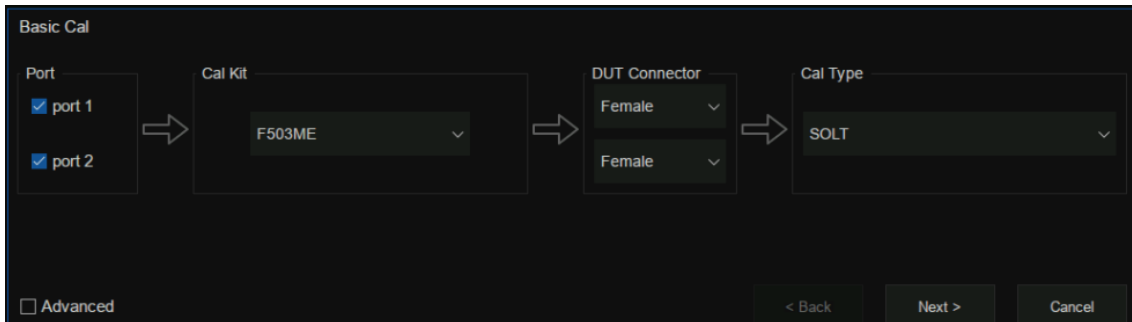 Basic Cal
Port
port 1
port 2
Cal Kit
F503ME
DUT Connector
Female
Female
Cal Type
SOLT
Advanced
< Back
Next >
Cancel